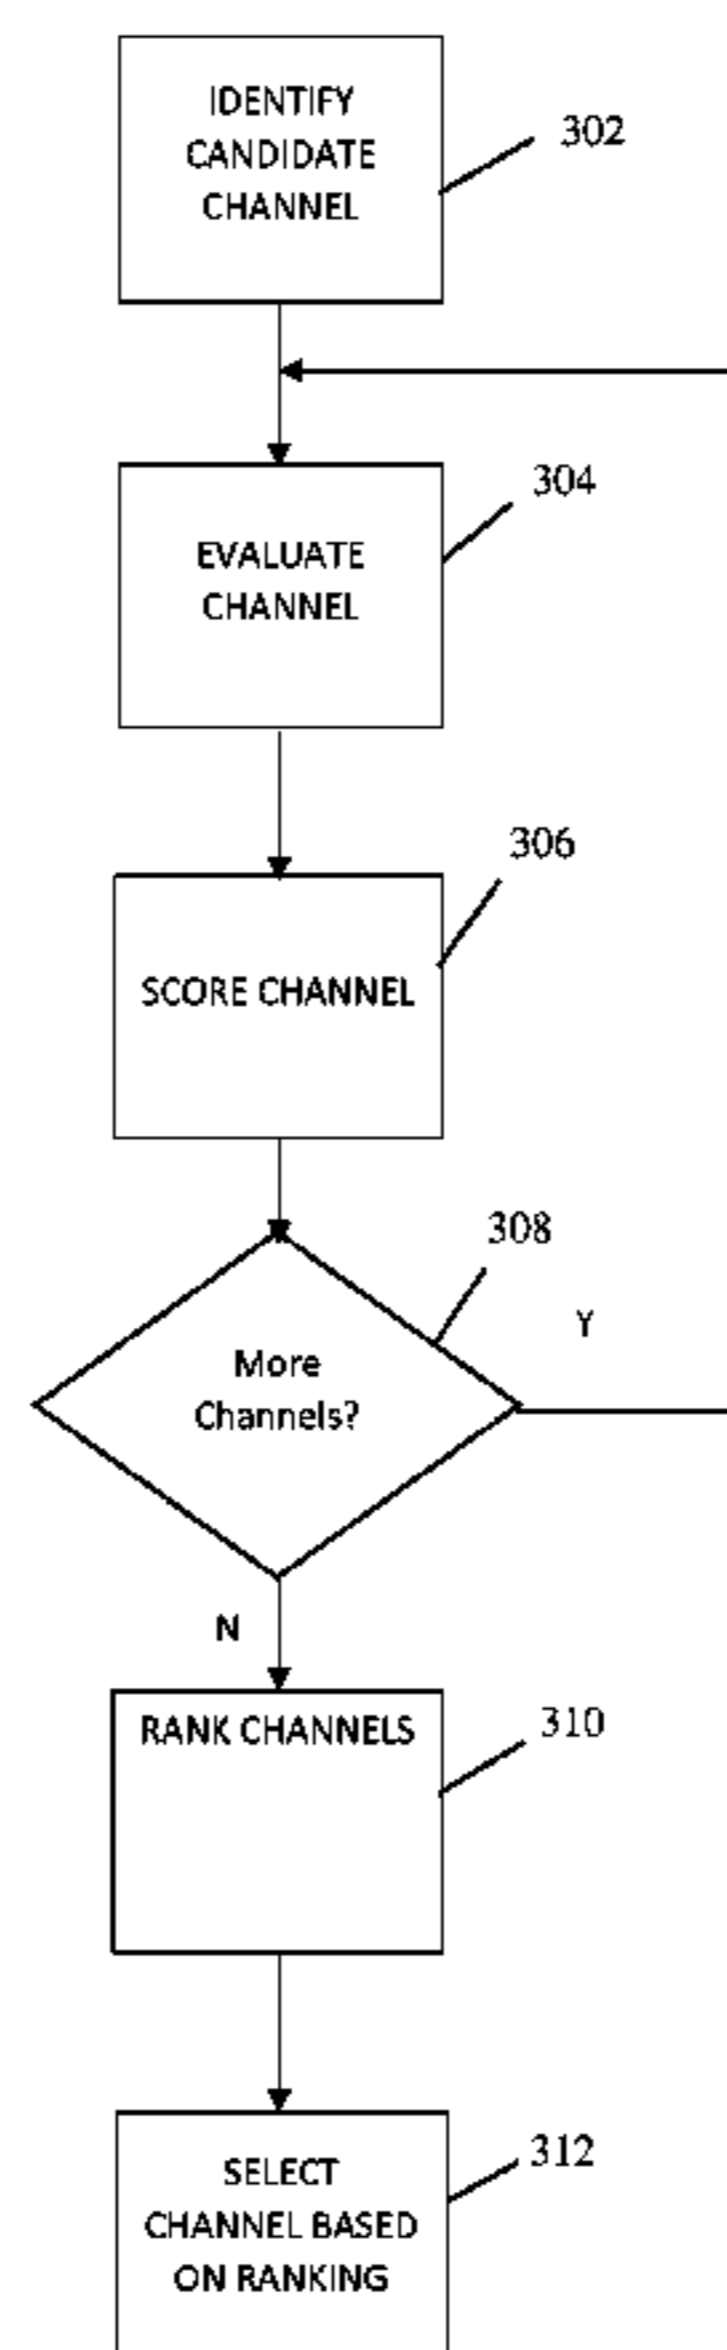 IDENTIFY
CANDIDATE
CHANNEL
302
EVALUATE
CHANNEL
304
SCORE CHANNEL
306
More
Channels?
308
Y
N
RANK CHANNELS
310
SELECT
CHANNEL BASED
ON RANKING
312